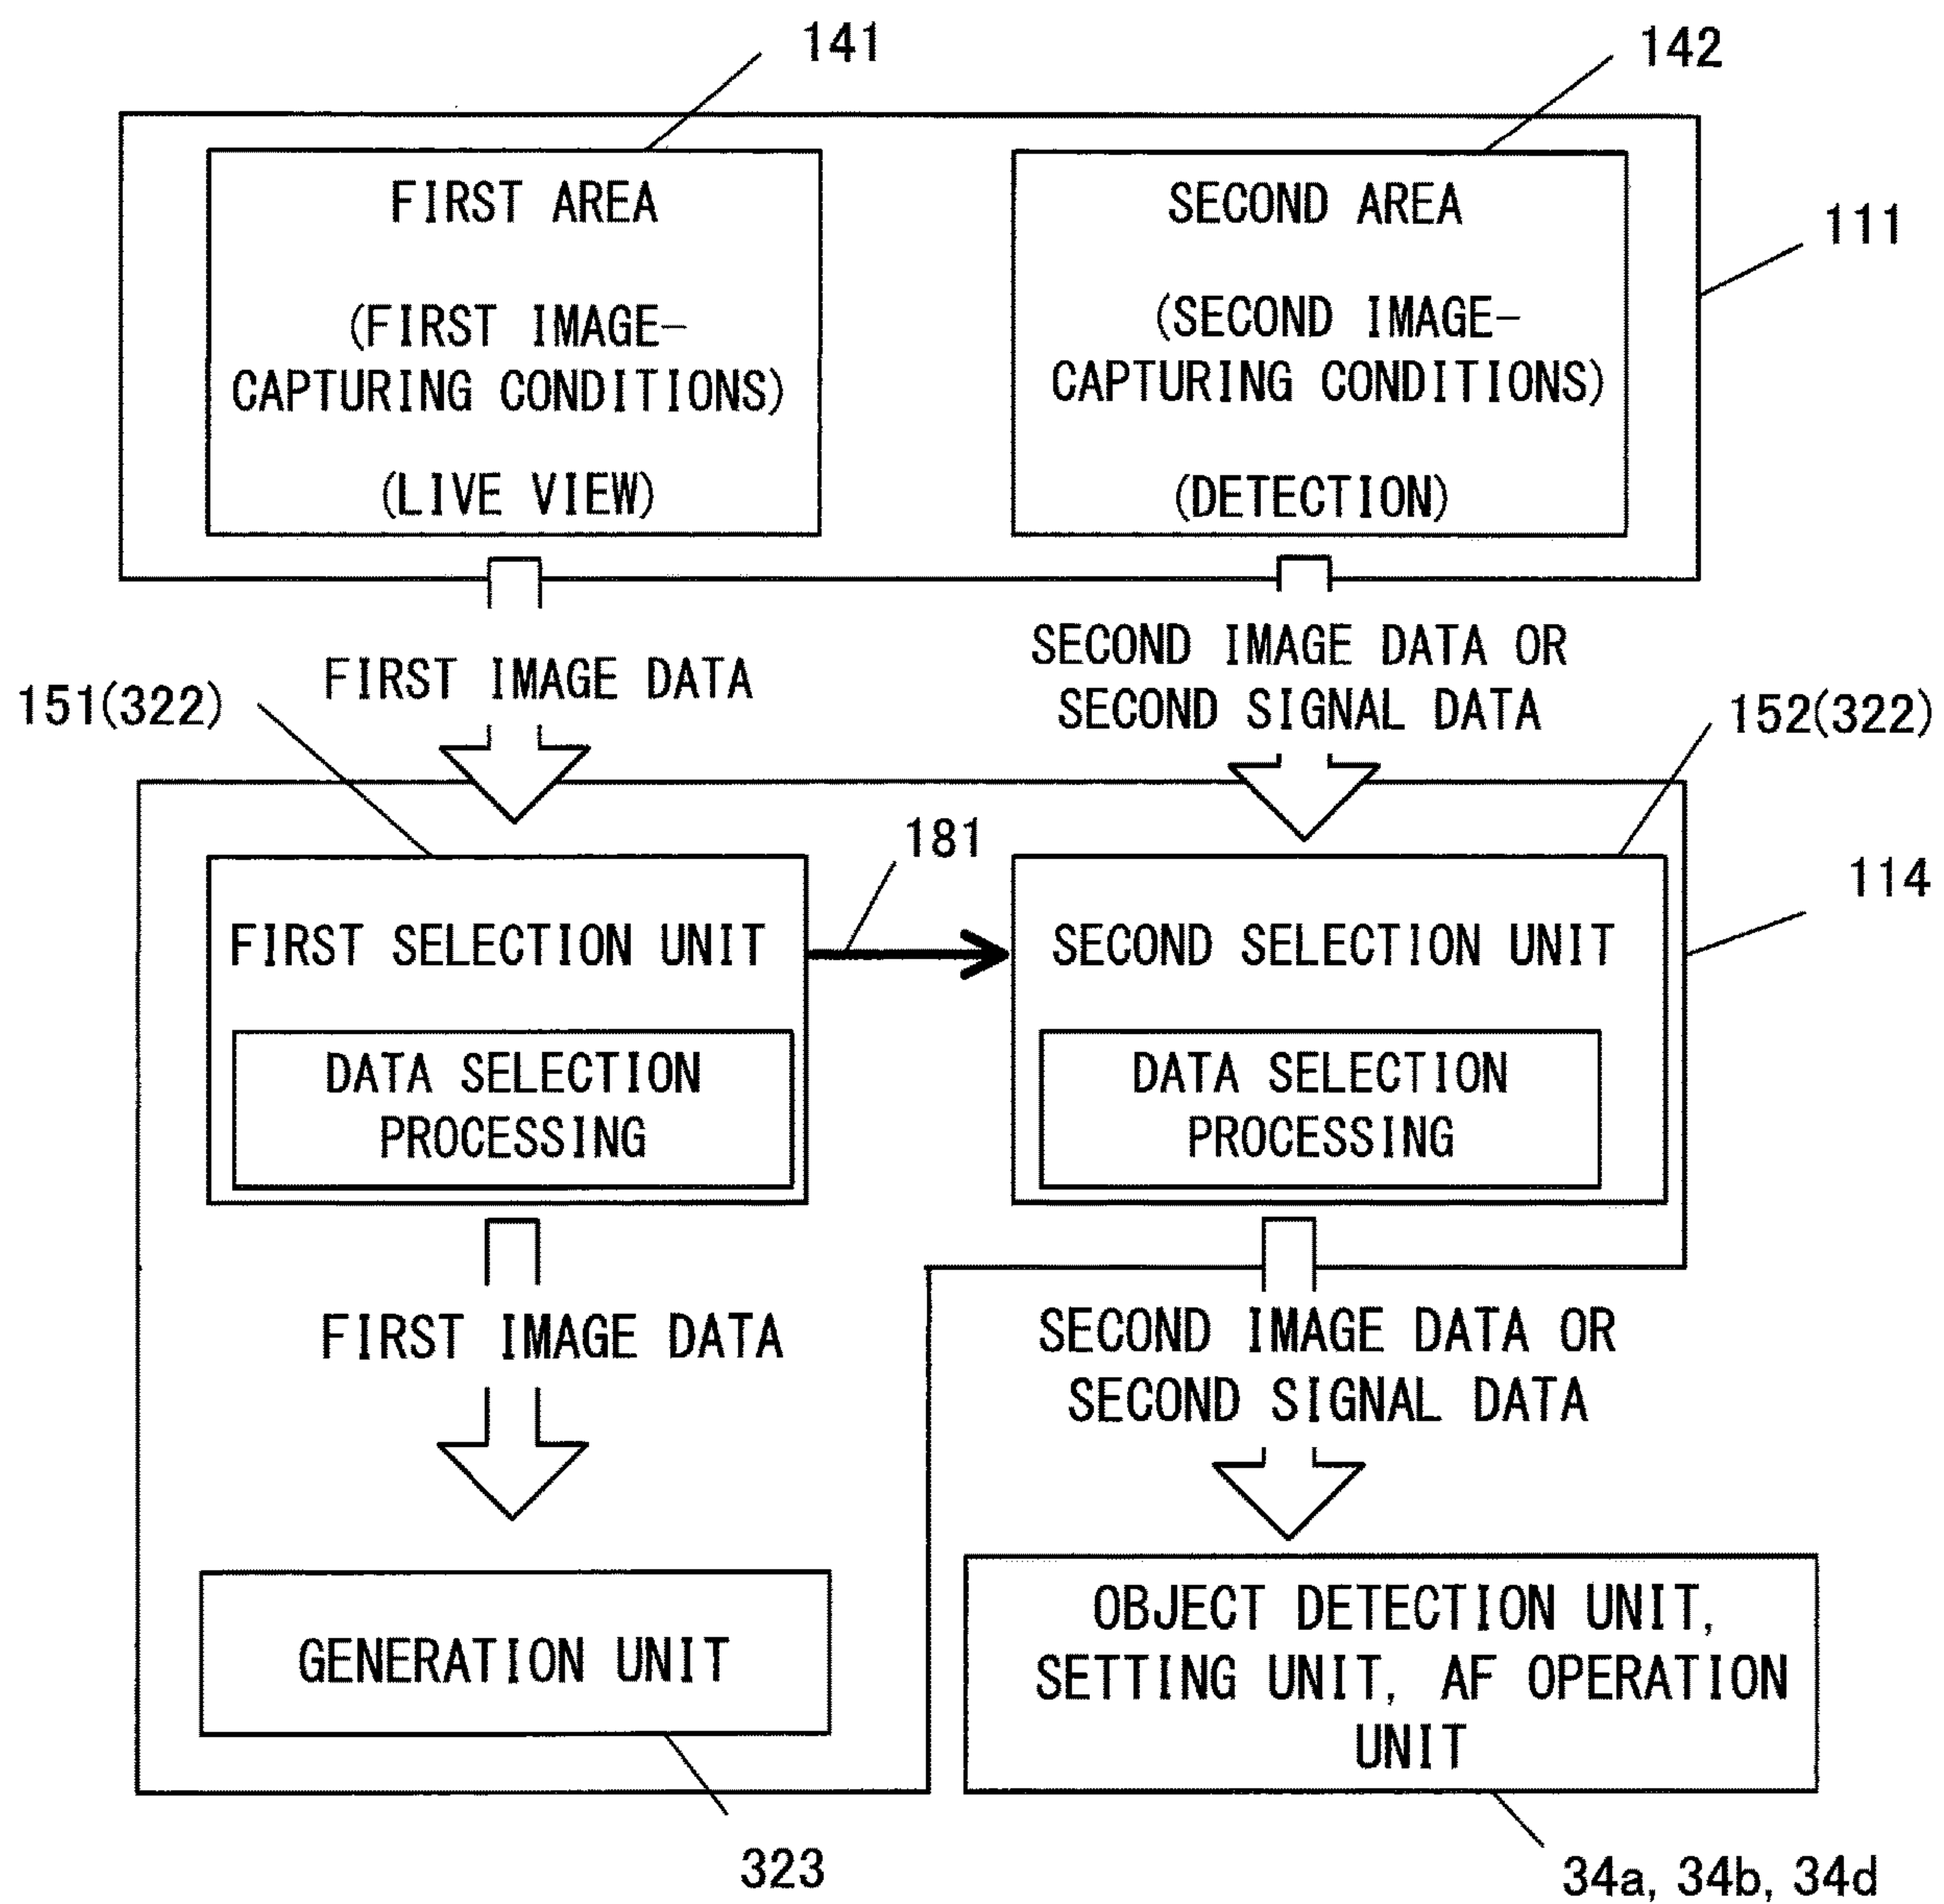 141
142
FIRST AREA
(FIRST IMAGE-
CAPTURING CONDITIONS)
(LIVE VIEW)
SECOND AREA
(SECOND IMAGE-
CAPTURING CONDITIONS)
(DETECTION)
111
FIRST IMAGE DATA
SECOND IMAGE DATA OR
SECOND SIGNAL DATA
151(322)
152(322)
181
114
FIRST SELECTION UNIT
DATA SELECTION
PROCESSING
SECOND SELECTION UNIT
DATA SELECTION
PROCESSING
FIRST IMAGE DATA
SECOND IMAGE DATA OR
SECOND SIGNAL DATA
GENERATION UNIT
OBJECT DETECTION UNIT,
SETTING UNIT, AF OPERATION
UNIT
323
34a, 34b, 34d